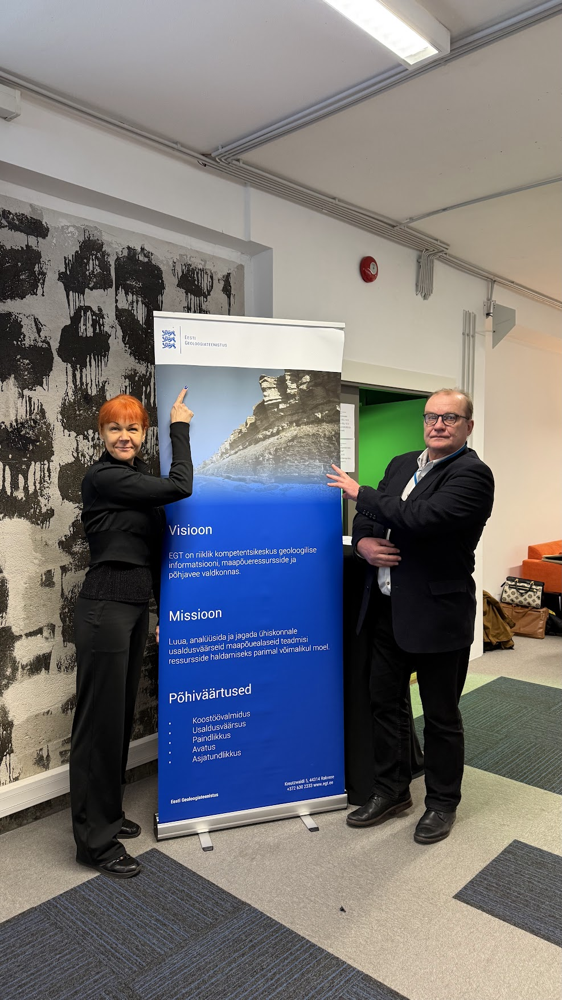 EESTI
GEOLOOGIATEENISTUS
Visioon
EGT on riiklik kompetentsikeskus geoloogilise
informatsiooni, maapõueressursside ja
põhjavee valdkonnas.
Missioon
Luua, analüüsida ja jagada ühiskonnale
usaldusväärseid maapõuealaseid teadmisi
ressursside haldamiseks parimal võimalikul moel.
Põhiväärtused
• Koostöövalmidus
• Usaldusväärsus
• Paindlikkus
• Avatus
• Asjatundlikkus
Eesti Geoloogiateenistus
Kreutzwaldi 5, 44314 Rakvere
+372 630 2333 www.egt.ee